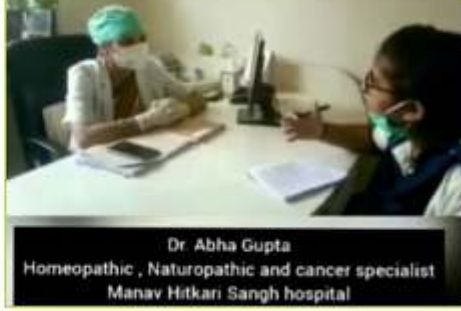 Dr. Abha Gupta
Homeopathic , Naturopathic and cancer specialist
Manav Hitkari Sangh hospital